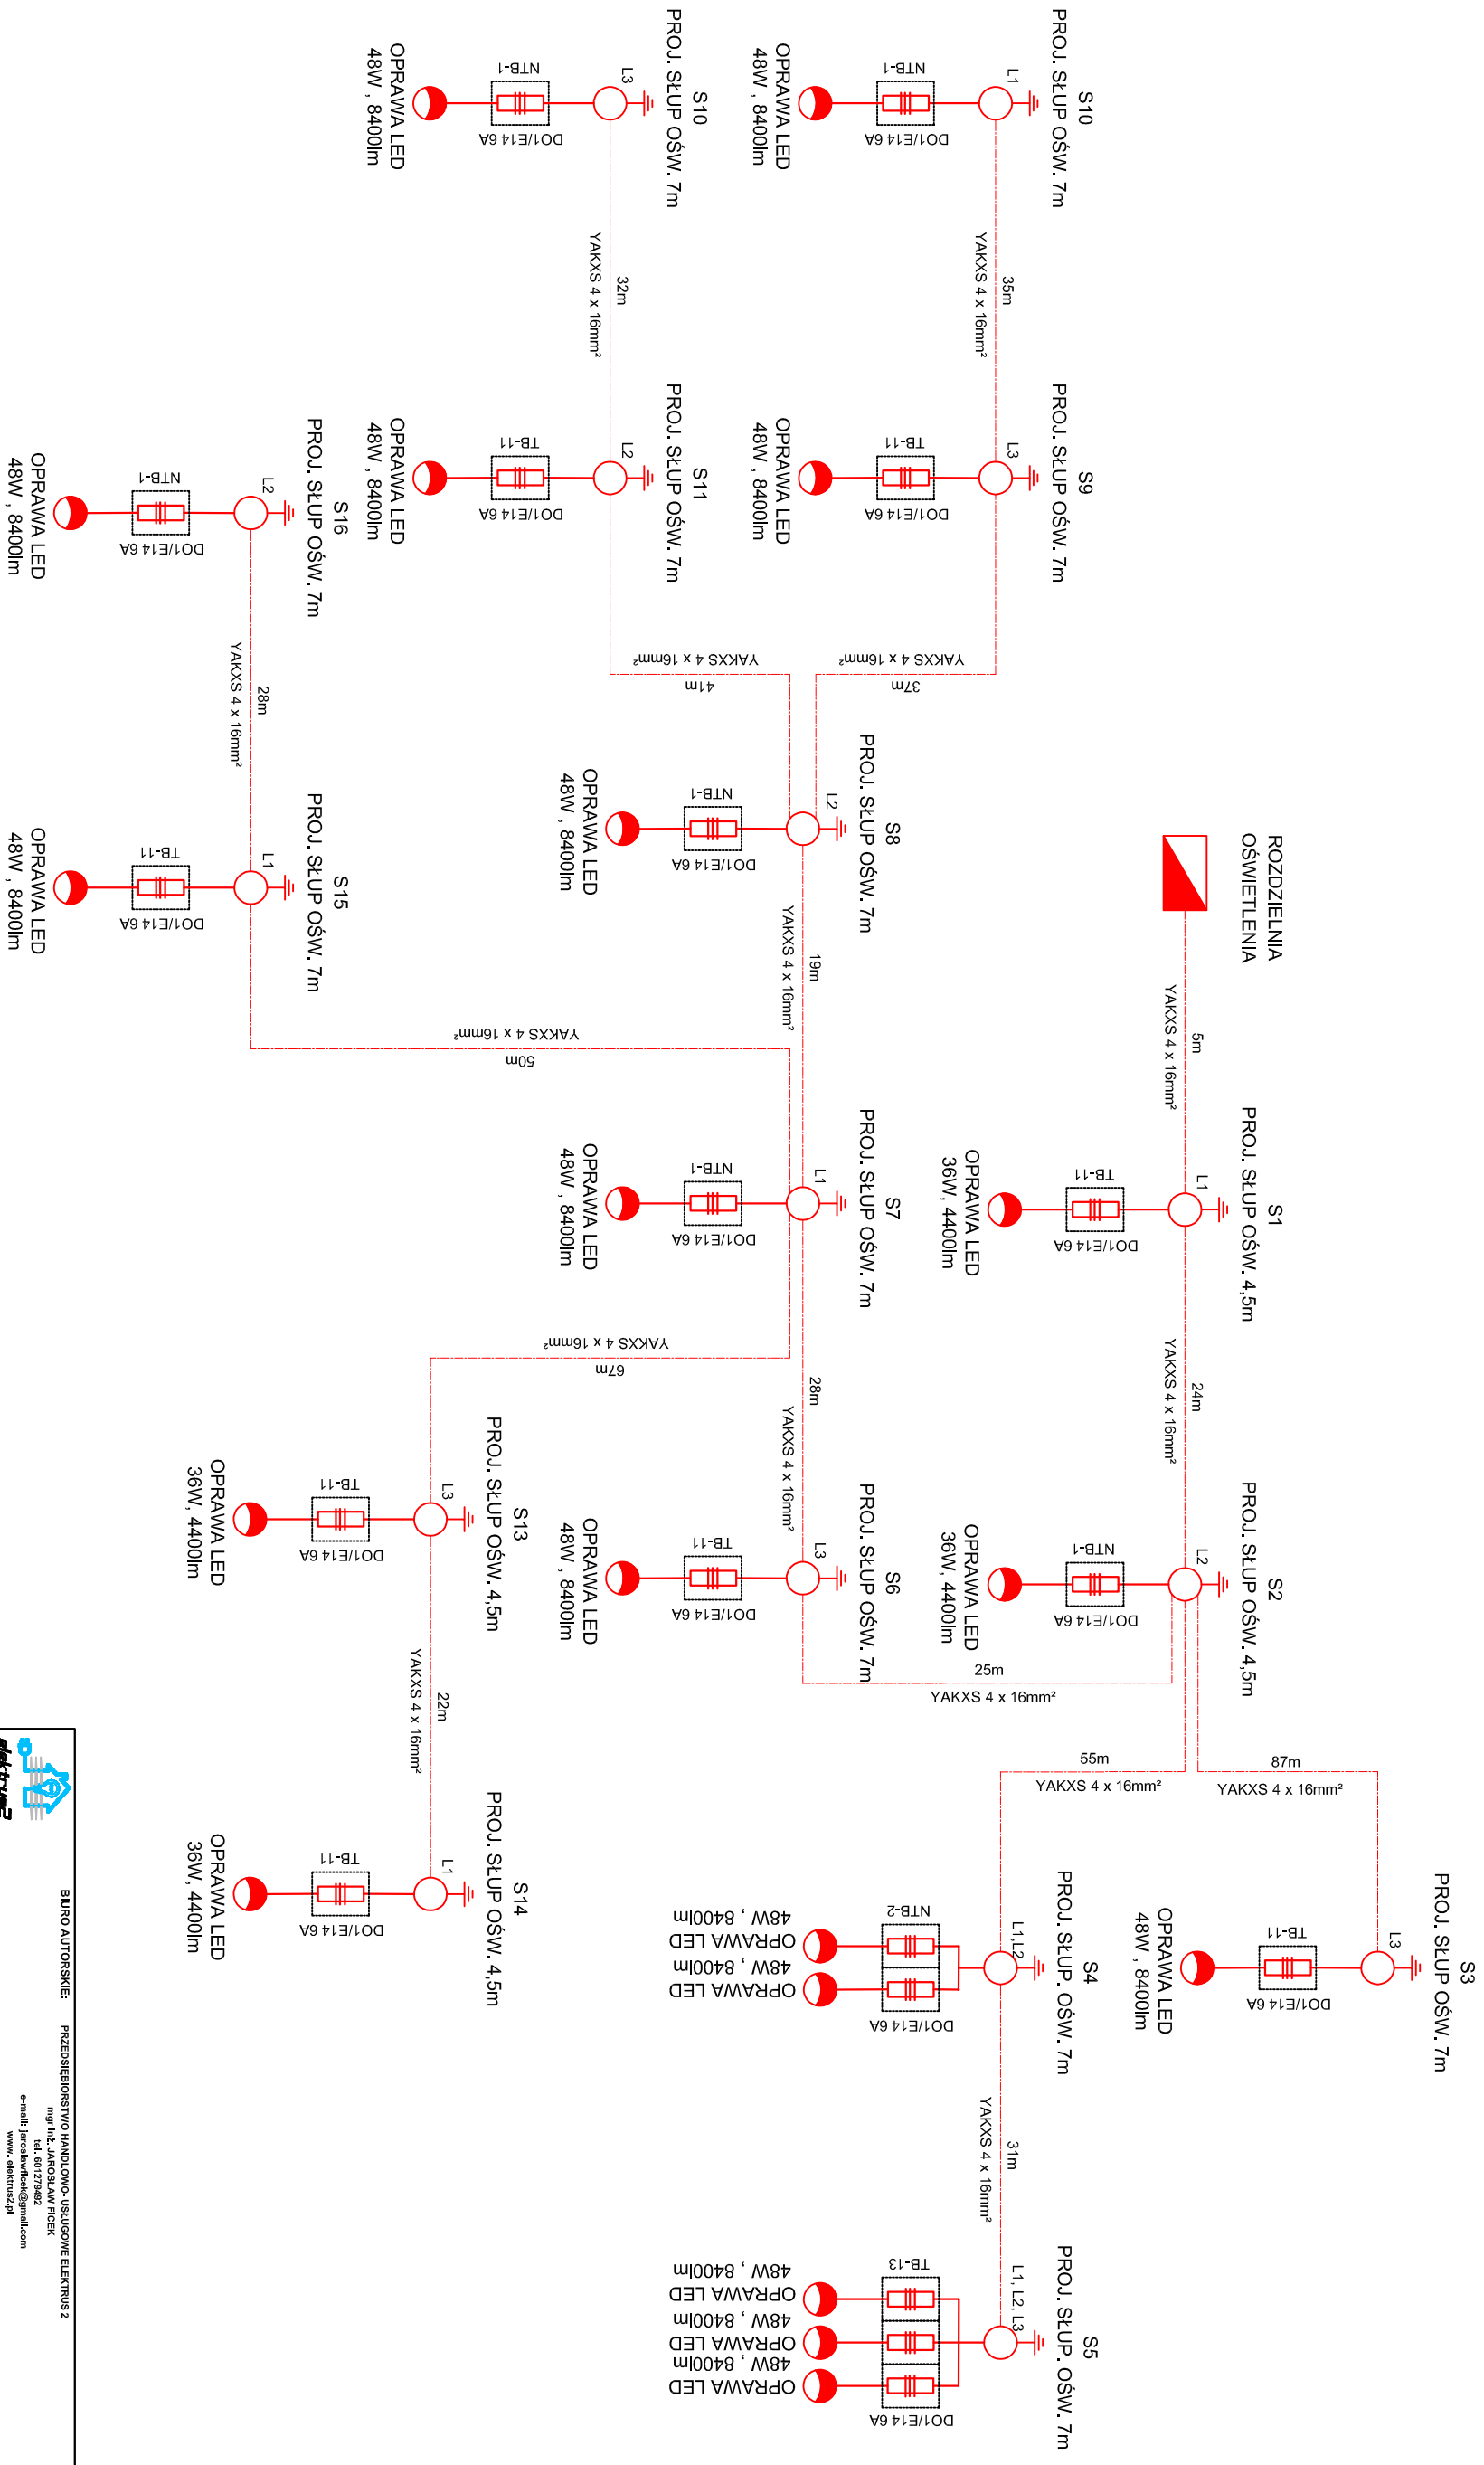 ROZDZIELNIA
OŚWIETLENIA
5m
YAKXS 4 x 16mm²
S1
PROJ. SŁUP OŚW. 4,5m
L1
TB-11
DO1/E14 6A
OPRAWA LED
36W, 4400lm
24m
YAKXS 4 x 16mm²
S2
PROJ. SŁUP OŚW. 4,5m
L2
NTB-1
DO1/E14 6A
OPRAWA LED
36W, 4400lm
87m
YAKXS 4 x 16mm²
S3
PROJ. SŁUP OŚW. 7m
L3
TB-11
DO1/E14 6A
OPRAWA LED
48W , 8400lm
55m
YAKXS 4 x 16mm²
S4
PROJ. SŁUP. OŚW. 7m
L1,L2
NTB-2
DO1/E14 6A
OPRAWA LED
48W , 8400lm
OPRAWA LED
48W , 8400lm
31m
YAKXS 4 x 16mm²
S5
PROJ. SŁUP. OŚW. 7m
L1, L2, L3
TB-13
DO1/E14 6A
OPRAWA LED
48W , 8400lm
OPRAWA LED
48W , 8400lm
OPRAWA LED
48W , 8400lm
25m
YAKXS 4 x 16mm²
S10
PROJ. SŁUP OŚW. 7m
L1
NTB-1
DO1/E14 6A
OPRAWA LED
48W , 8400lm
35m
YAKXS 4 x 16mm²
S9
PROJ. SŁUP OŚW. 7m
L3
TB-11
DO1/E14 6A
OPRAWA LED
48W , 8400lm
37m
YAKXS 4 x 16mm²
S8
PROJ. SŁUP OŚW. 7m
L2
NTB-1
DO1/E14 6A
OPRAWA LED
48W , 8400lm
19m
YAKXS 4 x 16mm²
S7
PROJ. SŁUP OŚW. 7m
L1
NTB-1
DO1/E14 6A
OPRAWA LED
48W , 8400lm
28m
YAKXS 4 x 16mm²
S6
PROJ. SŁUP OŚW. 7m
L3
TB-11
DO1/E14 6A
OPRAWA LED
48W , 8400lm
S10
PROJ. SŁUP OŚW. 7m
L3
NTB-1
DO1/E14 6A
OPRAWA LED
48W , 8400lm
32m
YAKXS 4 x 16mm²
S11
PROJ. SŁUP OŚW. 7m
L2
TB-11
DO1/E14 6A
OPRAWA LED
48W , 8400lm
41m
YAKXS 4 x 16mm²
S16
PROJ. SŁUP OŚW. 7m
L2
NTB-1
DO1/E14 6A
OPRAWA LED
48W , 8400lm
28m
YAKXS 4 x 16mm²
S15
PROJ. SŁUP OŚW. 7m
L1
TB-11
DO1/E14 6A
OPRAWA LED
48W , 8400lm
50m
YAKXS 4 x 16mm²
67m
YAKXS 4 x 16mm²
S13
PROJ. SŁUP OŚW. 4,5m
L3
TB-11
DO1/E14 6A
OPRAWA LED
36W, 4400lm
22m
YAKXS 4 x 16mm²
S14
PROJ. SŁUP OŚW. 4,5m
L1
TB-11
DO1/E14 6A
OPRAWA LED
36W, 4400lm
elektrus2
BIURO AUTORSKIE:
PRZEDSIĘBIORSTWO HANDLOWO- USŁUGOWE ELEKTRUS 2
mgr inż. JAROSŁAW FICEK
tel. 601279492
e-mail: jaroslawficek@gmail.com
www. elektrus2.pl